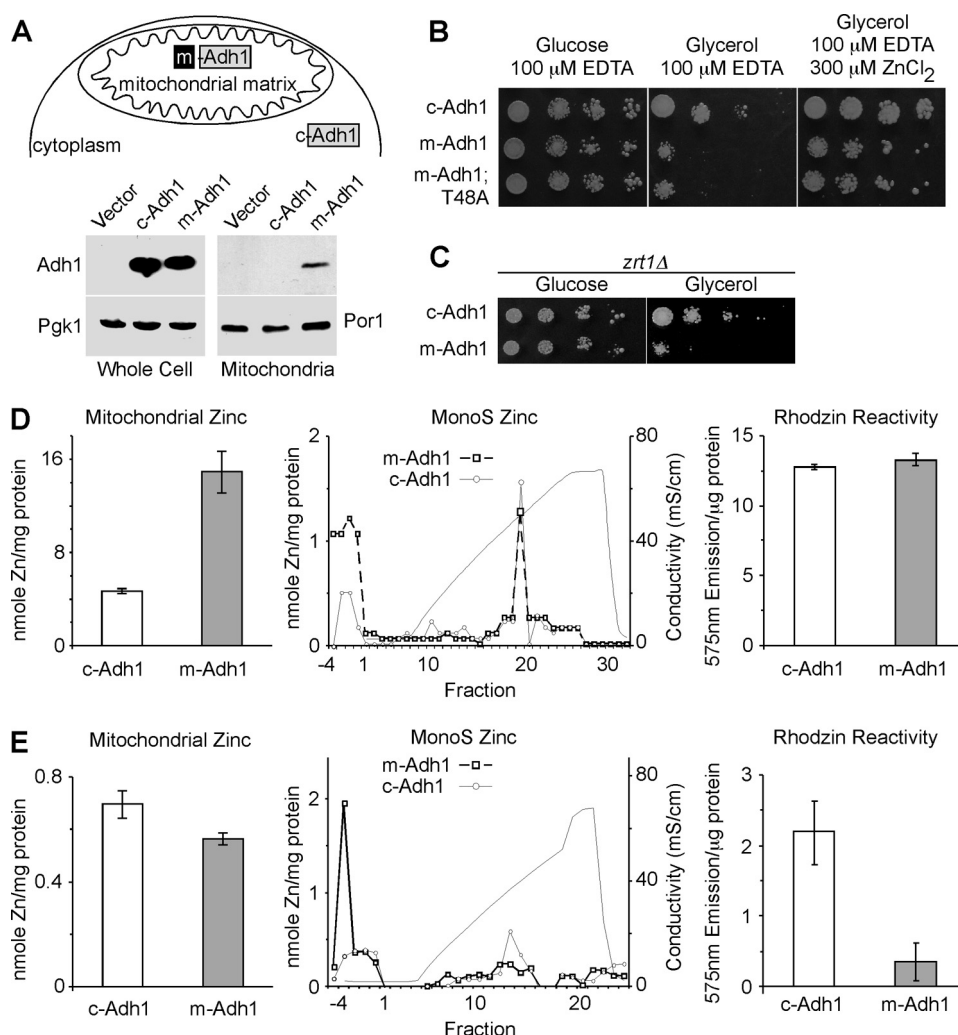 A
m -Adh1
mitochondrial matrix
cytoplasm
c-Adh1
Vector
c-Adh1
m-Adh1
Vector
c-Adh1
m-Adh1
Adh1
Pgk1
Por1
Whole Cell
Mitochondria
B
Glucose
100 μM EDTA
Glycerol
100 μM EDTA
Glycerol
100 μM EDTA
300 μM ZnCl2
c-Adh1
m-Adh1
m-Adh1;
T48A
C
zrt1Δ
Glucose
Glycerol
c-Adh1
m-Adh1
D
Mitochondrial Zinc
nmole Zn/mg protein
16
8
0
c-Adh1
m-Adh1
MonoS Zinc
m-Adh1
c-Adh1
nmole Zn/mg protein
2
1
0
Conductivity (mS/cm)
80
40
0
-4 1 10 20 30
Fraction
Rhodzin Reactivity
575nm Emission/μg protein
15
10
5
0
c-Adh1
m-Adh1
E
Mitochondrial Zinc
nmole Zn/mg protein
0.8
0.4
0
c-Adh1
m-Adh1
MonoS Zinc
m-Adh1
c-Adh1
nmole Zn/mg protein
2
1
0
Conductivity (mS/cm)
80
40
0
-4 1 10 20
Fraction
Rhodzin Reactivity
575nm Emission/μg protein
3
2
1
0
c-Adh1
m-Adh1